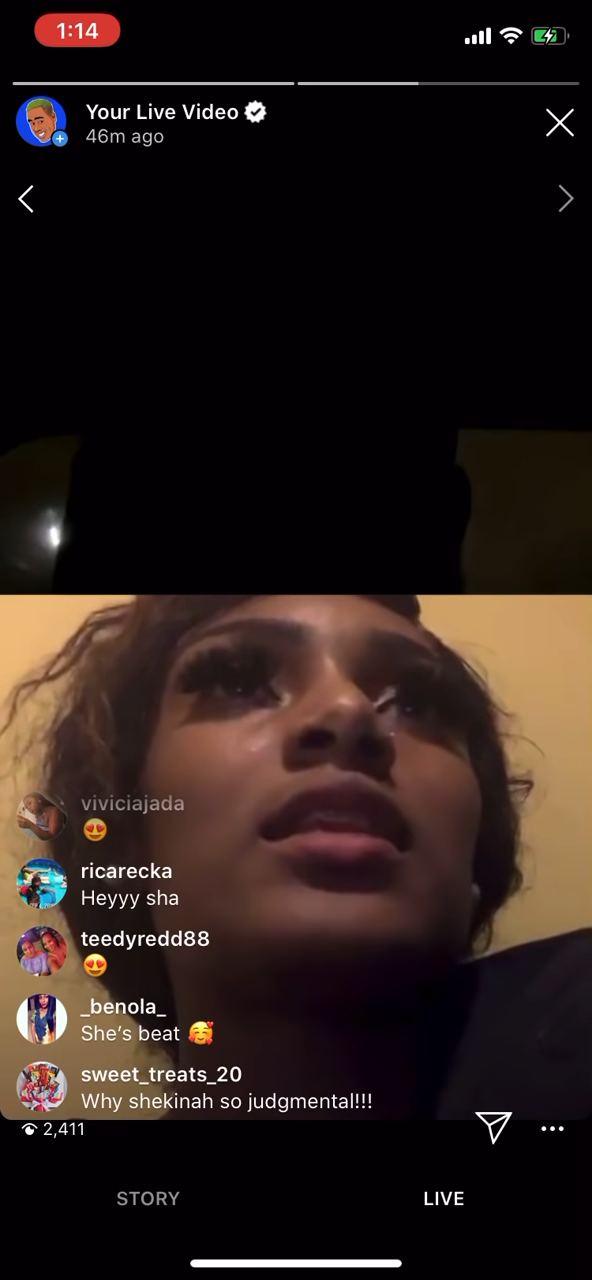 1:14
Your Live Video
46m ago
viviciajada
😍
ricarecka
Heyyy sha
teedyredd88
😍
_benola_
She's beat 🥰
sweet_treats_20
Why shekinah so judgmental!!!
2,411
STORY
LIVE